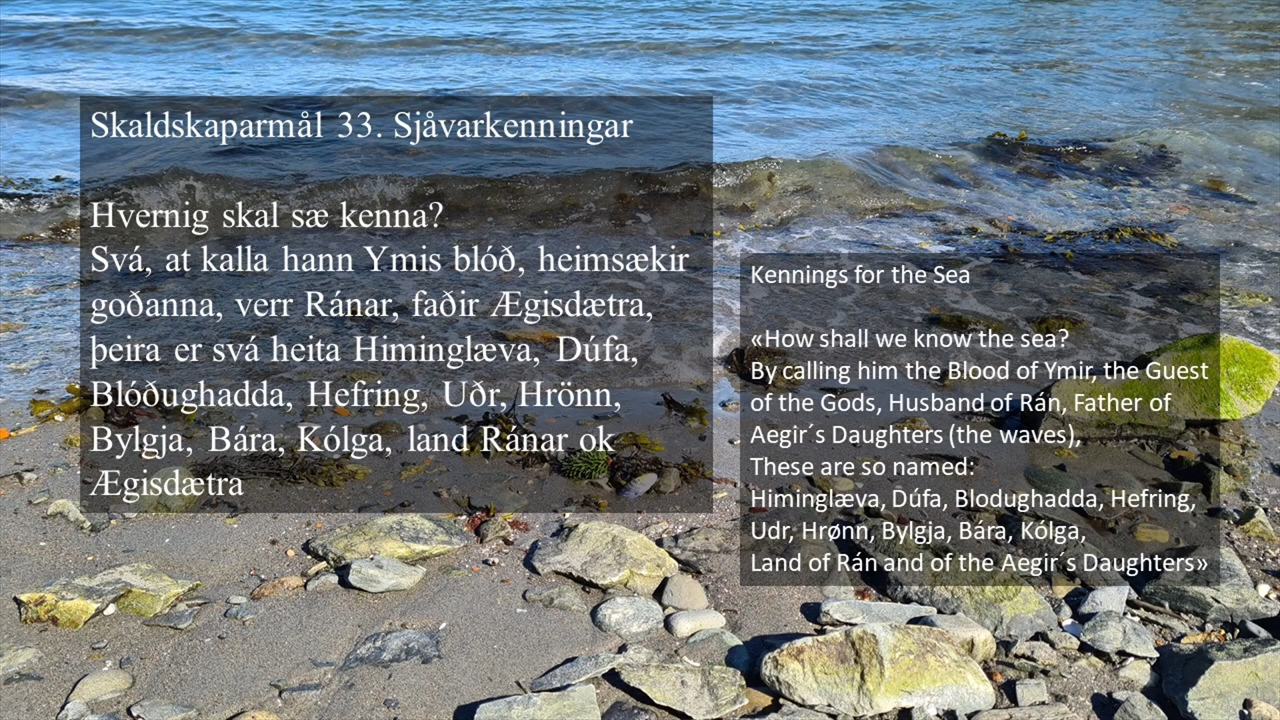 Skaldskaparmål 33. Sjåvarkenningar
Hvernig skal sæ kenna?
Svá, at kalla hann Ymis blóð, heimsækir
goðanna, verr Ránar, faðir Ægisdætra,
þeira er svá heita Himinglæva, Dúfa,
Blóðughadda, Hefring, Uðr, Hrönn,
Bylgja, Bára, Kólga, land Ránar ok
Ægisdætra
Kennings for the Sea
«How shall we know the sea?
By calling him the Blood of Ymir, the Guest
of the Gods, Husband of Rán, Father of
Aegir´s Daughters (the waves),
These are so named:
Himinglæva, Dúfa, Blodughadda, Hefring,
Udr, Hrønn, Bylgja, Bára, Kólga,
Land of Rán and of the Aegir´s Daughters»